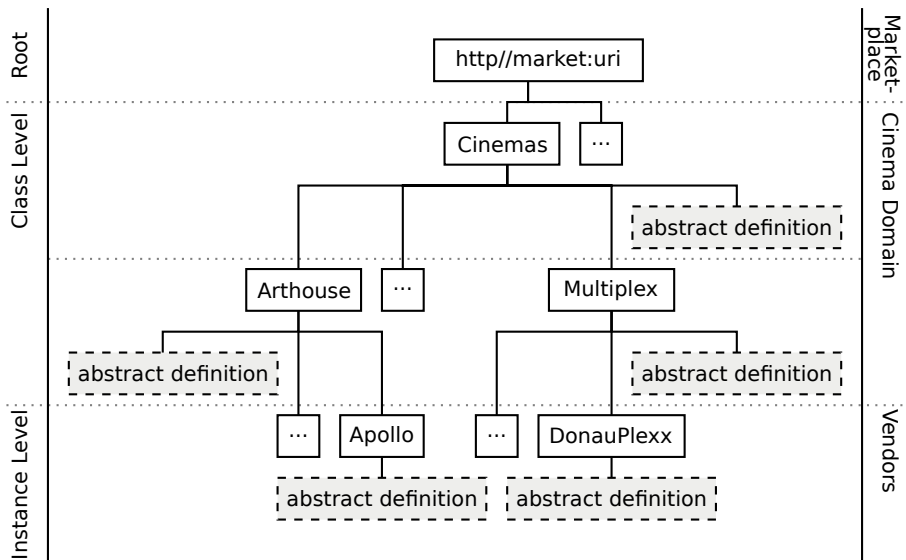 Root
http//market:uri
Market-
place
Class Level
Cinemas
...
Cinema Domain
abstract definition
Arthouse
...
Multiplex
abstract definition
abstract definition
Instance Level
...
Apollo
...
DonauPlexx
Vendors
abstract definition
abstract definition